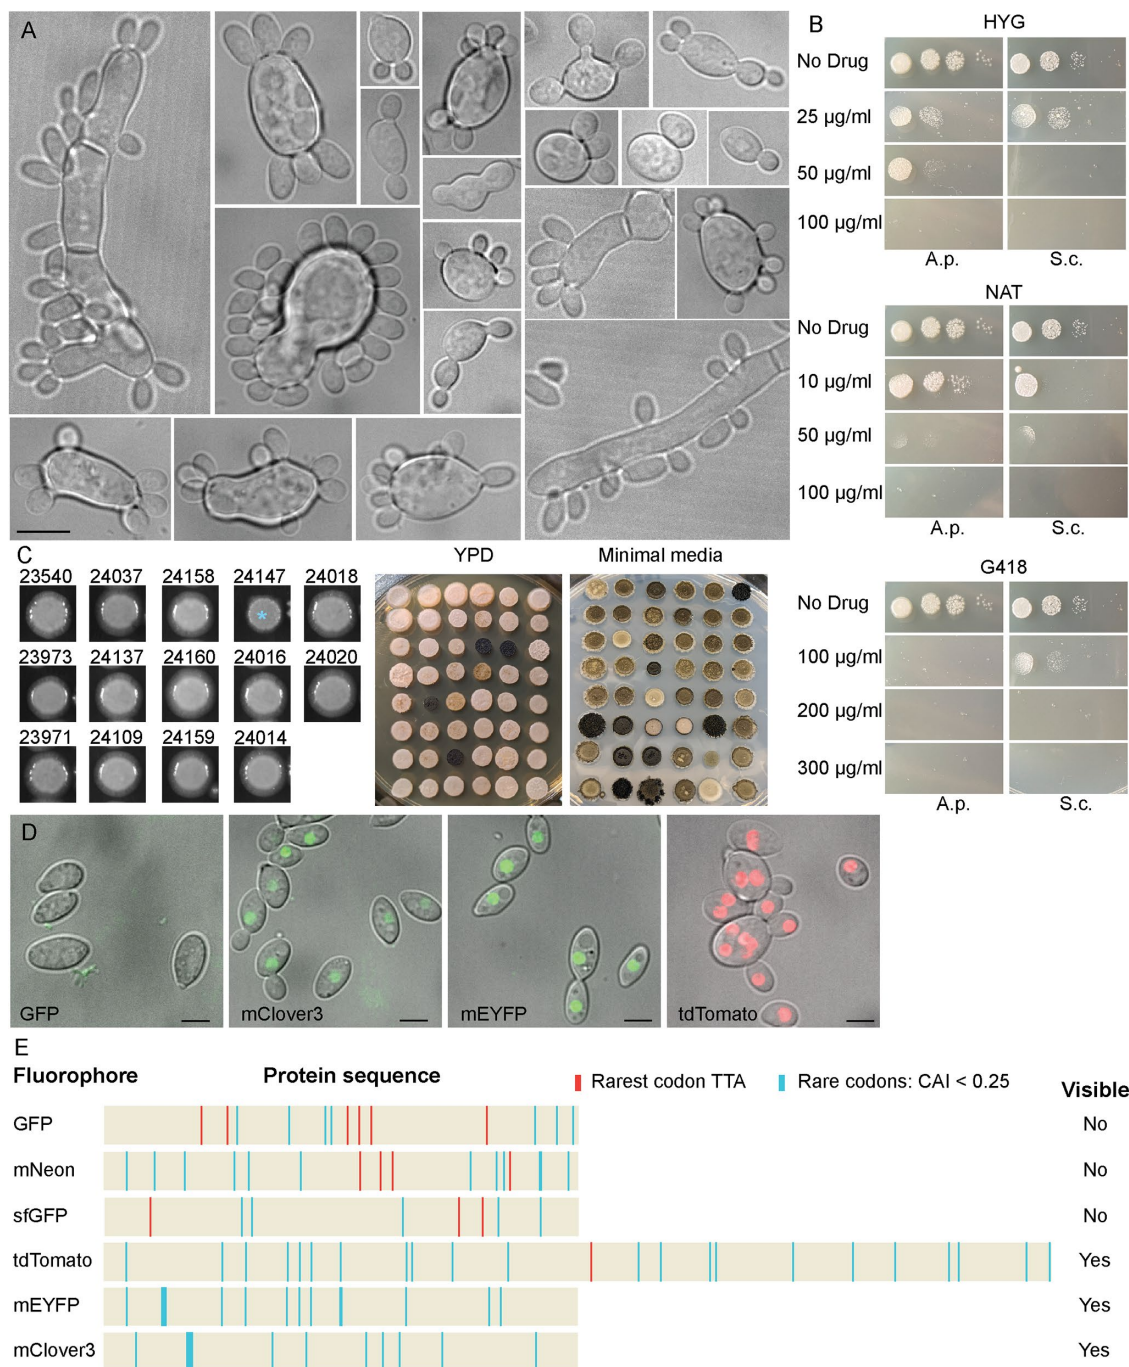 A
B
HYG
No Drug
25 µg/ml
50 µg/ml
100 µg/ml
A.p. S.c.
NAT
No Drug
10 µg/ml
50 µg/ml
100 µg/ml
A.p. S.c.
G418
No Drug
100 µg/ml
200 µg/ml
300 µg/ml
A.p. S.c.
C
23540 24037 24158 24147 24018
*
23973 24137 24160 24016 24020
23971 24109 24159 24014
YPD Minimal media
D
GFP mClover3 mEYFP tdTomato
E
Fluorophore Protein sequence Rarest codon TTA Rare codons: CAI < 0.25 Visible
GFP No
mNeon No
sfGFP No
tdTomato Yes
mEYFP Yes
mClover3 Yes